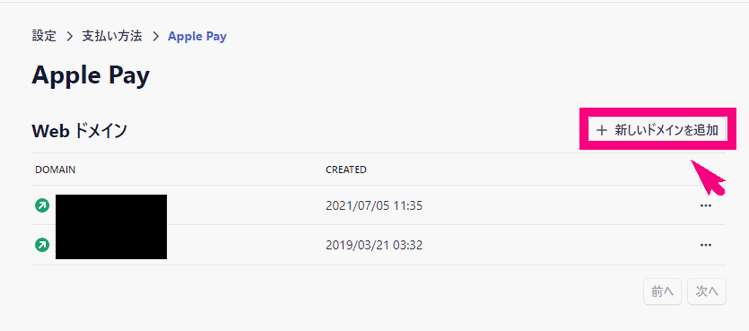 設定 > 支払い方法 > Apple Pay
Apple Pay
Web ドメイン
+ 新しいドメインを追加
DOMAIN CREATED
2021/07/05 11:35 ...
2019/03/21 03:32 ...
前へ 次へ